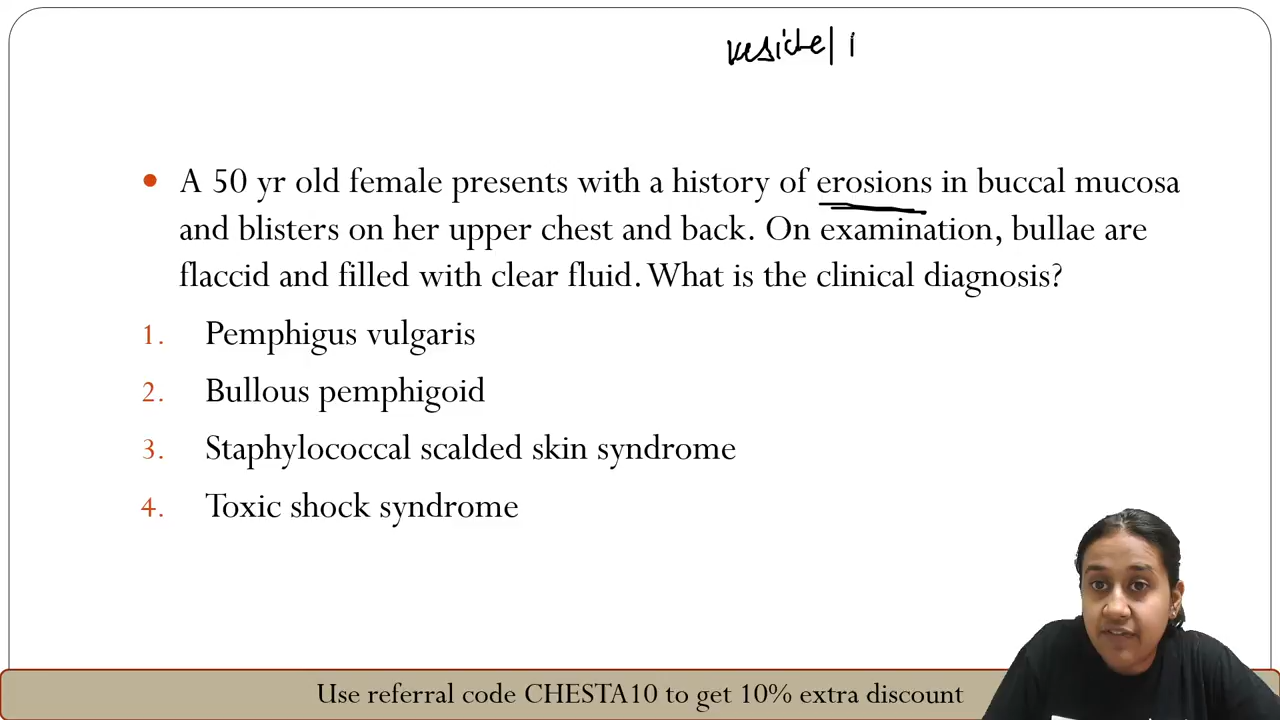 vesicle/
• A 50 yr old female presents with a history of erosions in buccal mucosa
and blisters on her upper chest and back. On examination, bullae are
flaccid and filled with clear fluid. What is the clinical diagnosis?
1. Pemphigus vulgaris
2. Bullous pemphigoid
3. Staphylococcal scalded skin syndrome
4. Toxic shock syndrome
Use referral code CHESTA10 to get 10% extra discount